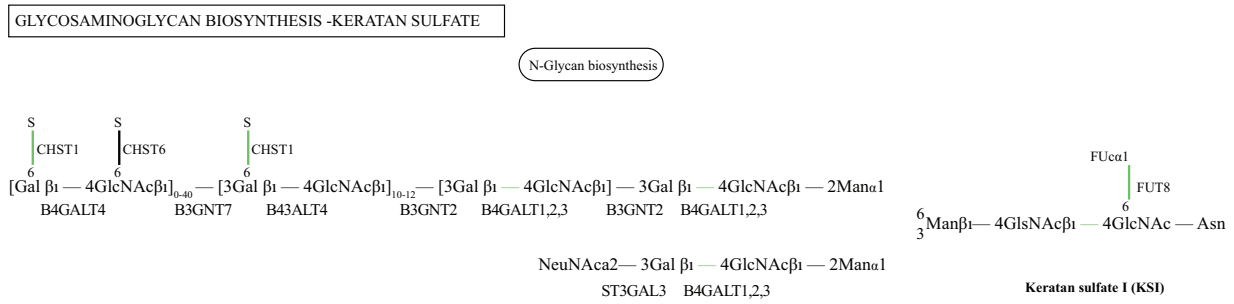 GLYCOSAMINOGLYCAN BIOSYNTHESIS -KERATAN SULFATE
N-Glycan biosynthesis
S S S
CHST1 CHST6 CHST1
6 6 6
[Gal β1 — 4GlcNAcβ1]0-40— [3Gal β1 — 4GlcNAcβ1]10-12— [3Gal β1 — 4GlcNAcβ1] — 3Gal β1 — 4GlcNAcβ1— 2Manα1
B4GALT4 B3GNT7 B43ALT4 B3GNT2 B4GALT1,2,3 B3GNT2 B4GALT1,2,3
NeuNAca2— 3Gal β1 — 4GlcNAcβ1— 2Manα1
ST3GAL3 B4GALT1,2,3
FUcα1
FUT8
6
6
3 Manβ1— 4GlsNAcβ1 — 4GlcNAc — Asn
Keratan sulfate I (KSI)